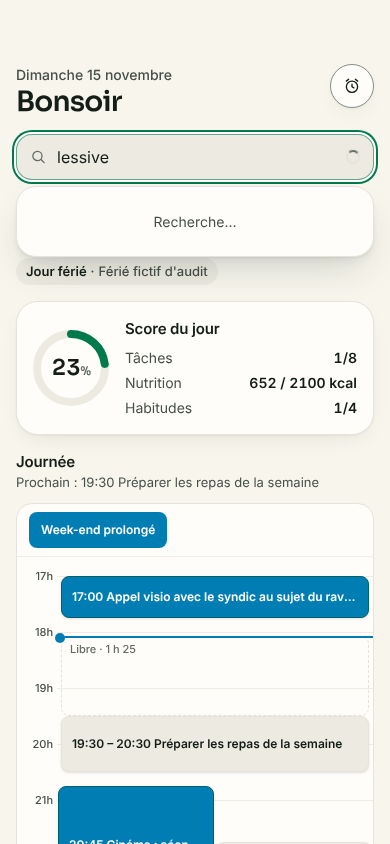 Dimanche 15 novembre
Bonsoir
lessive
Recherche...
Jour férié · Férié fictif d'audit
Score du jour
23%
Tâches 1/8
Nutrition 652 / 2100 kcal
Habitudes 1/4
Journée
Prochain : 19:30 Préparer les repas de la semaine
Week-end prolongé
17h
17:00 Appel visio avec le syndic au sujet du rav...
18h
Libre · 1 h 25
19h
19:30 – 20:30 Préparer les repas de la semaine
20h
21h